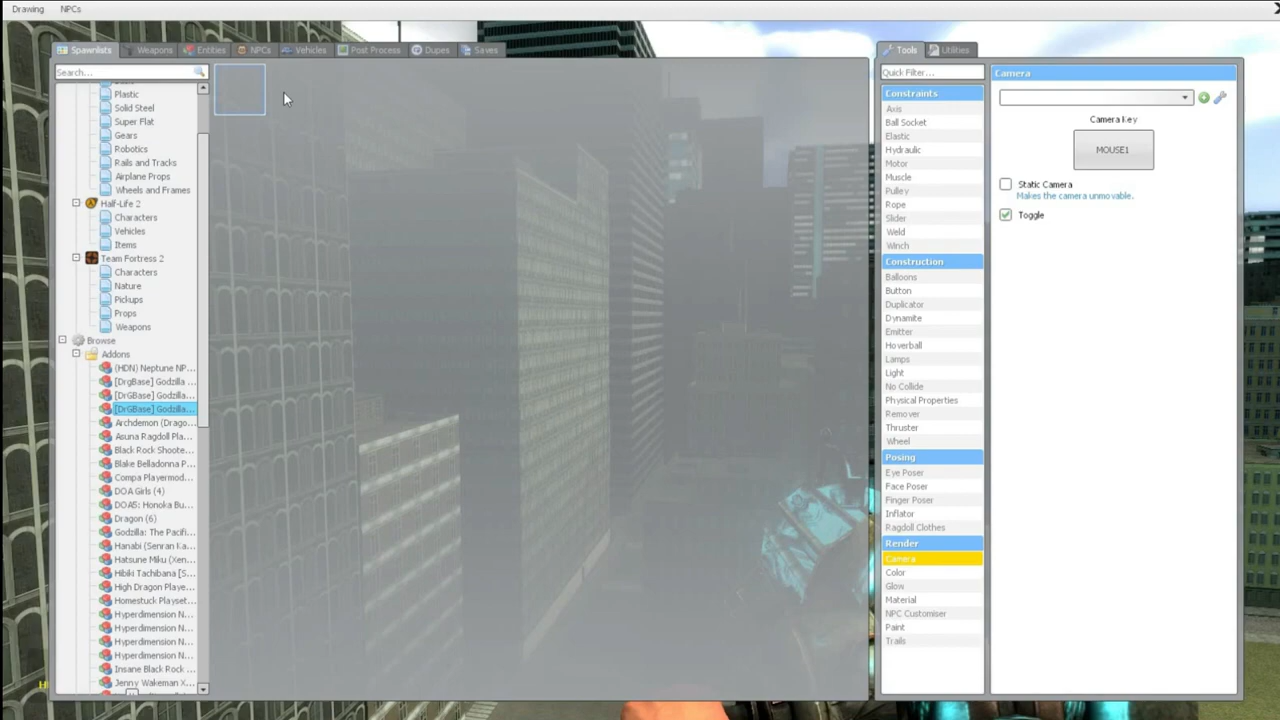 Drawing NPCs
Spawnlists Weapons Entities NPCs Vehicles Post Process Dupes Saves
Search...
Plastic
Solid Steel
Super Flat
Gears
Robotics
Rails and Tracks
Airplane Props
Wheels and Frames
Half-Life 2
Characters
Vehicles
Items
Team Fortress 2
Characters
Nature
Pickups
Props
Weapons
Browse
Addons
(HDN) Neptune NP...
[DrgBase] Godzilla ...
[DrGBase] Godzilla...
[DrGBase] Godzilla...
Archdemon (Drago...
Asuna Ragdoll Pla...
Black Rock Shoote...
Blake Belladonna P...
Compa Playermod...
DOA Girls (4)
DOA5: Honoka Bu...
Dragon (6)
Godzilla: The Pacifi...
Hanabi (Senran Ka...
Hatsune Miku (Xen...
Hibiki Tachibana [S...
High Dragon Playe...
Homestuck Playset...
Hyperdimension N...
Hyperdimension N...
Hyperdimension N...
Hyperdimension N...
Insane Black Rock ...
Jenny Wakeman X...
Tools Utilities
Quick Filter...
Constraints
Axis
Ball Socket
Elastic
Hydraulic
Motor
Muscle
Pulley
Rope
Slider
Weld
Winch
Construction
Balloons
Button
Duplicator
Dynamite
Emitter
Hoverball
Lamps
Light
No Collide
Physical Properties
Remover
Thruster
Wheel
Posing
Eye Poser
Face Poser
Finger Poser
Inflator
Ragdoll Clothes
Render
Camera
Color
Glow
Material
NPC Customiser
Paint
Trails
Camera
Camera Key
MOUSE1
Static Camera
Makes the camera unmovable.
Toggle